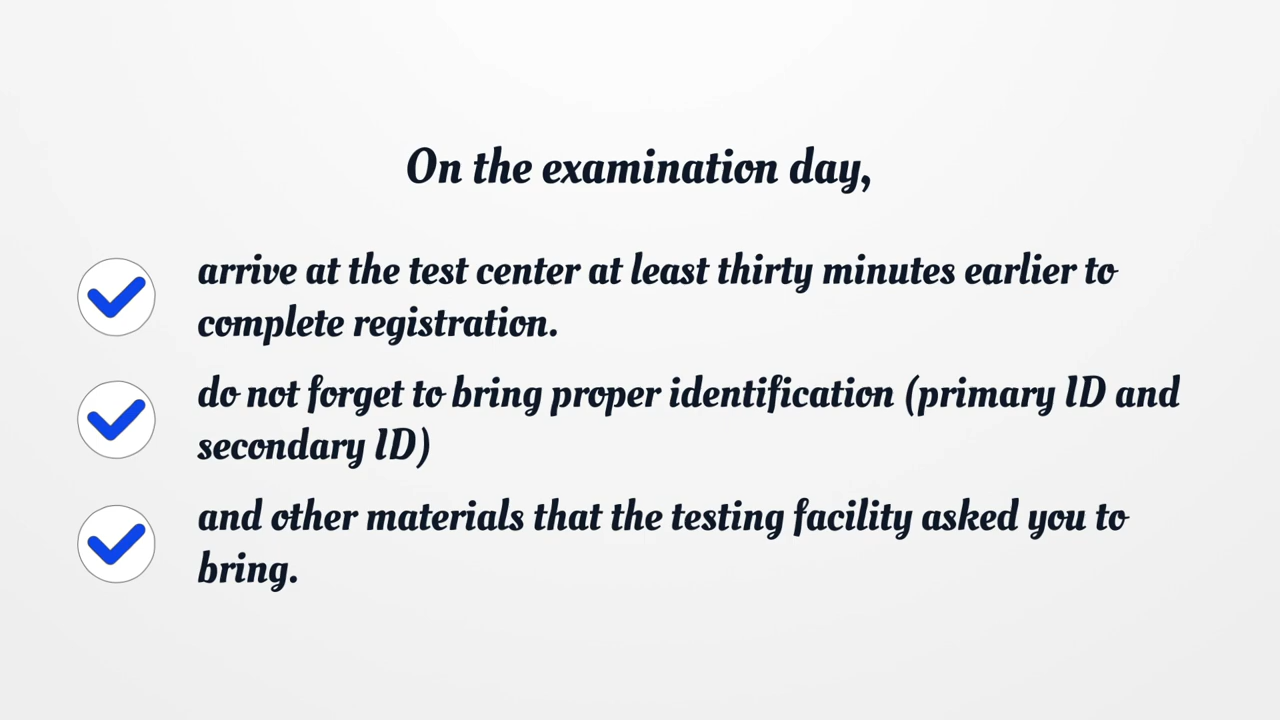 On the examination day,
arrive at the test center at least thirty minutes earlier to
complete registration.
do not forget to bring proper identification (primary ID and
secondary ID)
and other materials that the testing facility asked you to
bring.